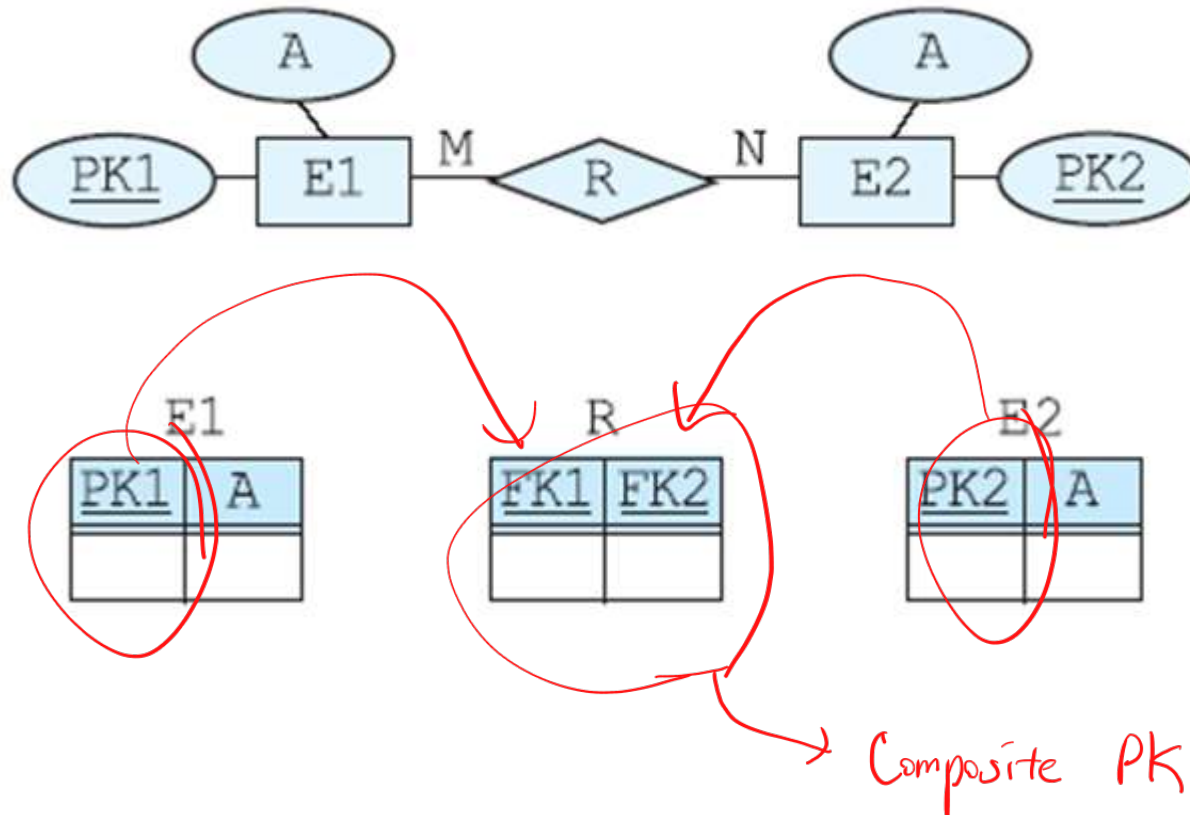 A A
PK1 E1 M R N E2 PK2
E1 R E2
PK1 A FK1 FK2 PK2 A
Composite PK